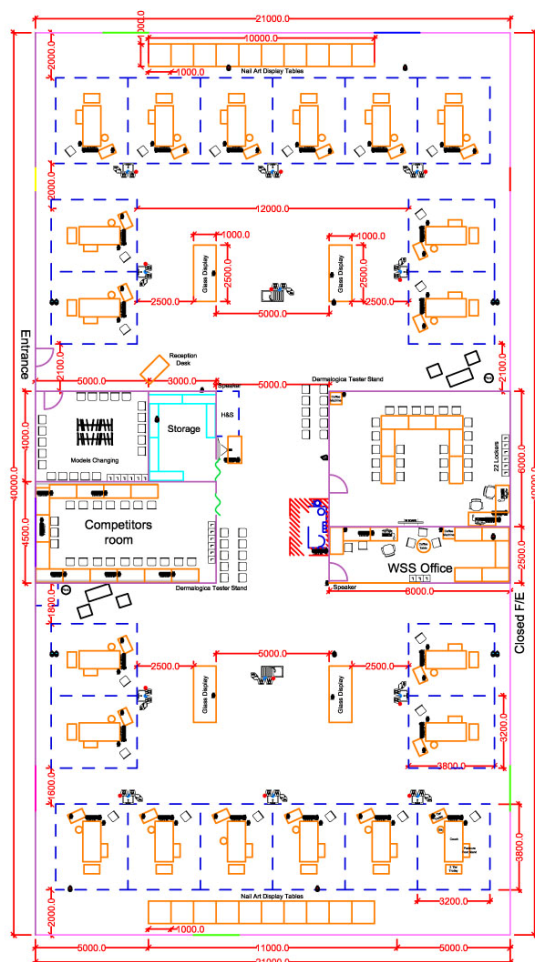 21000.0
10000.0
2000.0
1000.0
Nail Art Display Tables
2000.0
12000.0
1000.0
1000.0
Glass Display
2500.0
Glass Display
2500.0
2500.0
5000.0
2500.0
Entrance
2100.0
Reception
Desk
2100.0
Dermalogica Tester Stand
5000.0
3000.0
Speaker
5000.0
H&S
Storage
4000.0
Models Changing
6000.0
22 Lockers
40000.0
40000.0
4500.0
Competitors
room
WSS Office
2500.0
Dermalogica Tester Stand
Speaker
8000.0
1800.0
Closed F/E
5000.0
2500.0
2500.0
Glass Display
Glass Display
3200.0
3800.0
1600.0
3800.0
3200.0
Nail Art Display Tables
2000.0
1000.0
5000.0
11000.0
5000.0
21000.0